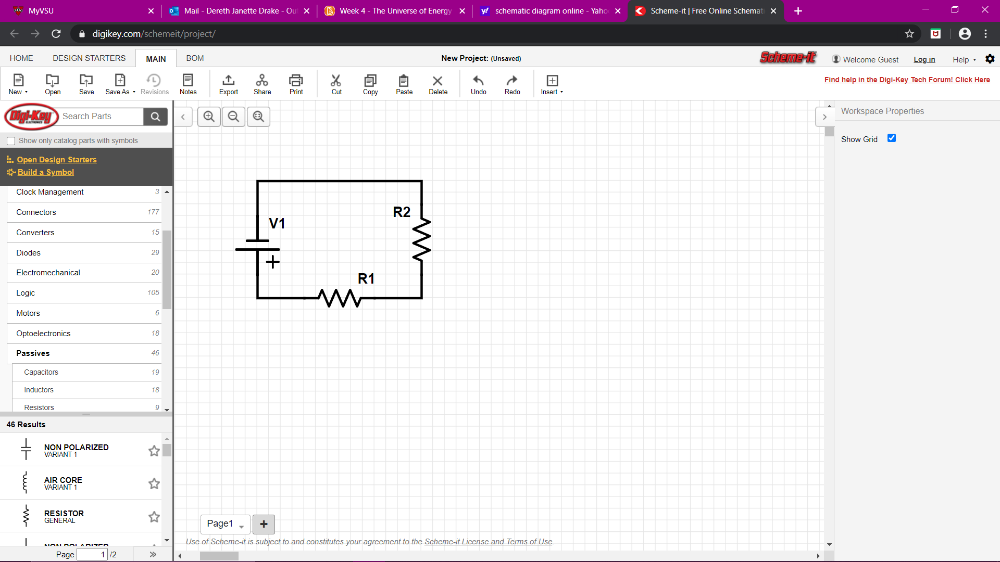 MyVSU
Mail - Dereth Janette Drake - Out
Week 4 - The Universe of Energy
schematic diagram online - Yaho
Scheme-it | Free Online Schemati
digikey.com/schemeit/project/
HOME DESIGN STARTERS MAIN BOM
New Project: (Unsaved)
Scheme-it
Welcome Guest Log in Help
New Open Save Save As Revisions Notes Export Share Print Cut Copy Paste Delete Undo Redo Insert
Find help in the Digi-Key Tech Forum! Click Here
Digi-Key
ELECTRONICS
Search Parts
Workspace Properties
Show only catalog parts with symbols
Show Grid
Open Design Starters
Build a Symbol
Clock Management 3
Connectors 177
Converters 15
Diodes 29
Electromechanical 20
Logic 105
Motors 6
Optoelectronics 18
Passives 46
Capacitors 19
Inductors 18
Resistors 9
R2
V1
+
R1
46 Results
NON POLARIZED
VARIANT 1
AIR CORE
VARIANT 1
RESISTOR
GENERAL
NON POLARIZED
Page 1 /2
Page1
Use of Scheme-it is subject to and constitutes your agreement to the Scheme-it License and Terms of Use.